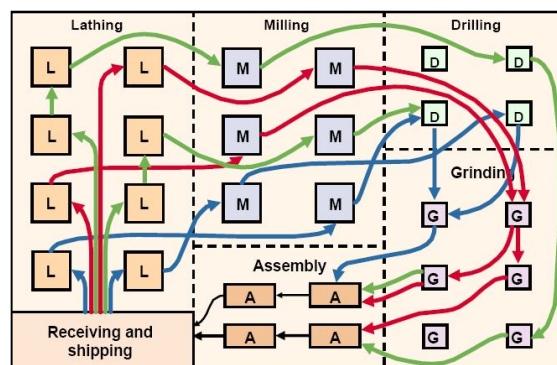 Lathing
Milling
Drilling
L L M M D D
L L M M D D
Grinding
L L M M G G
L L
Assembly
A A G G
A A G G
Receiving and
shipping